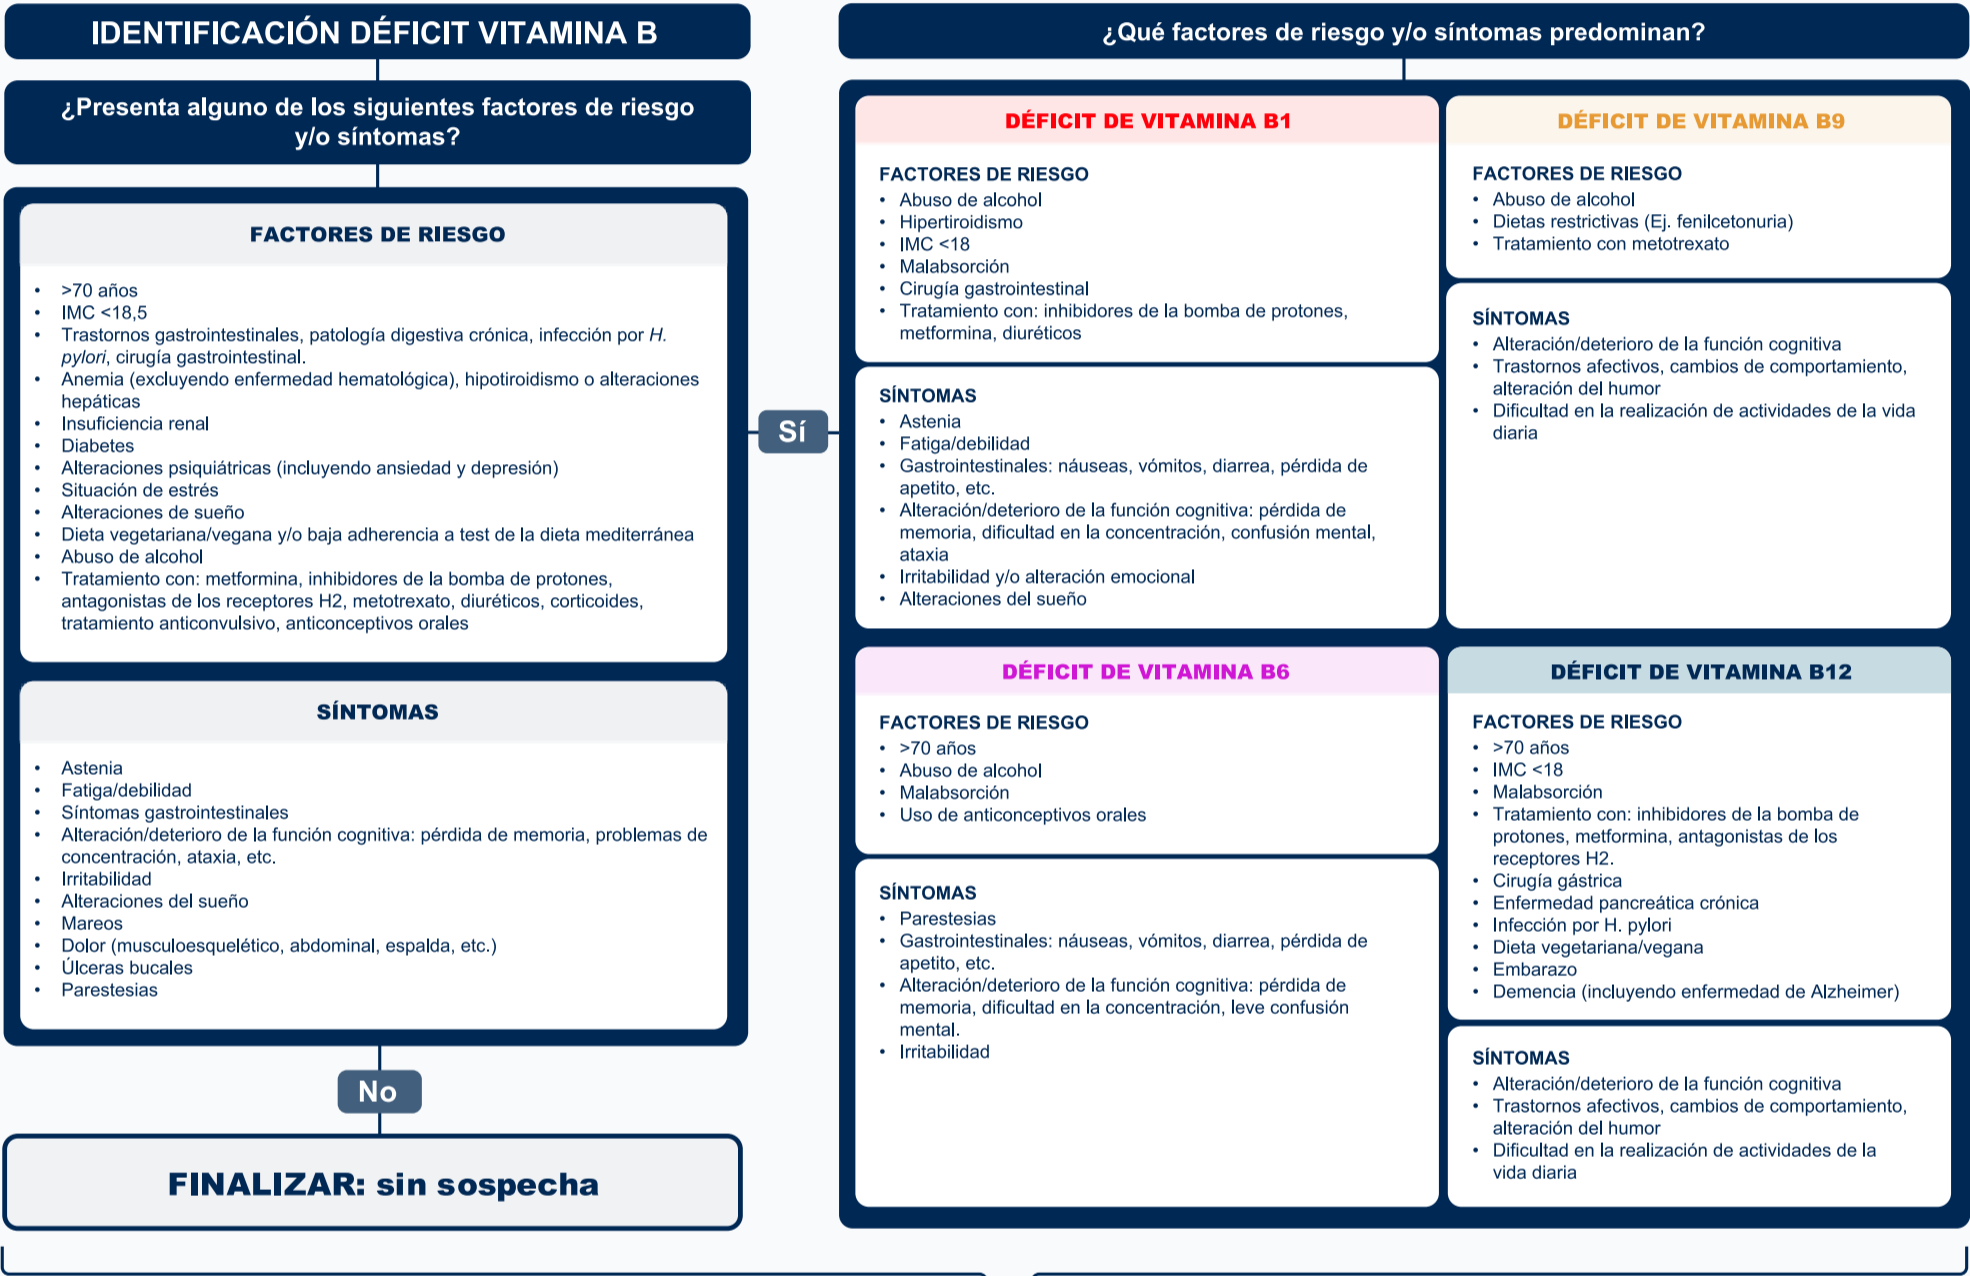 IDENTIFICACIÓN DÉFICIT VITAMINA B
¿Presenta alguno de los siguientes factores de riesgo
y/o síntomas?
FACTORES DE RIESGO
• >70 años
• IMC <18,5
• Trastornos gastrointestinales, patología digestiva crónica, infección por H.
pylori, cirugía gastrointestinal.
• Anemia (excluyendo enfermedad hematológica), hipotiroidismo o alteraciones
hepáticas
• Insuficiencia renal
• Diabetes
• Alteraciones psiquiátricas (incluyendo ansiedad y depresión)
• Situación de estrés
• Alteraciones de sueño
• Dieta vegetariana/vegana y/o baja adherencia a test de la dieta mediterránea
• Abuso de alcohol
• Tratamiento con: metformina, inhibidores de la bomba de protones,
antagonistas de los receptores H2, metotrexato, diuréticos, corticoides,
tratamiento anticonvulsivo, anticonceptivos orales
SÍNTOMAS
• Astenia
• Fatiga/debilidad
• Síntomas gastrointestinales
• Alteración/deterioro de la función cognitiva: pérdida de memoria, problemas de
concentración, ataxia, etc.
• Irritabilidad
• Alteraciones del sueño
• Mareos
• Dolor (musculoesquelético, abdominal, espalda, etc.)
• Úlceras bucales
• Parestesias
No
FINALIZAR: sin sospecha
Sí
¿Qué factores de riesgo y/o síntomas predominan?
DÉFICIT DE VITAMINA B1
FACTORES DE RIESGO
• Abuso de alcohol
• Hipertiroidismo
• IMC <18
• Malabsorción
• Cirugía gastrointestinal
• Tratamiento con: inhibidores de la bomba de protones,
metformina, diuréticos
SÍNTOMAS
• Astenia
• Fatiga/debilidad
• Gastrointestinales: náuseas, vómitos, diarrea, pérdida de
apetito, etc.
• Alteración/deterioro de la función cognitiva: pérdida de
memoria, dificultad en la concentración, confusión mental,
ataxia
• Irritabilidad y/o alteración emocional
• Alteraciones del sueño
DÉFICIT DE VITAMINA B9
FACTORES DE RIESGO
• Abuso de alcohol
• Dietas restrictivas (Ej. fenilcetonuria)
• Tratamiento con metotrexato
SÍNTOMAS
• Alteración/deterioro de la función cognitiva
• Trastornos afectivos, cambios de comportamiento,
alteración del humor
• Dificultad en la realización de actividades de la vida
diaria
DÉFICIT DE VITAMINA B6
FACTORES DE RIESGO
• >70 años
• Abuso de alcohol
• Malabsorción
• Uso de anticonceptivos orales
SÍNTOMAS
• Parestesias
• Gastrointestinales: náuseas, vómitos, diarrea, pérdida de
apetito, etc.
• Alteración/deterioro de la función cognitiva: pérdida de
memoria, dificultad en la concentración, leve confusión
mental.
• Irritabilidad
DÉFICIT DE VITAMINA B12
FACTORES DE RIESGO
• >70 años
• IMC <18
• Malabsorción
• Tratamiento con: inhibidores de la bomba de
protones, metformina, antagonistas de los
receptores H2.
• Cirugía gástrica
• Enfermedad pancreática crónica
• Infección por H. pylori
• Dieta vegetariana/vegana
• Embarazo
• Demencia (incluyendo enfermedad de Alzheimer)
SÍNTOMAS
• Alteración/deterioro de la función cognitiva
• Trastornos afectivos, cambios de comportamiento,
alteración del humor
• Dificultad en la realización de actividades de la
vida diaria